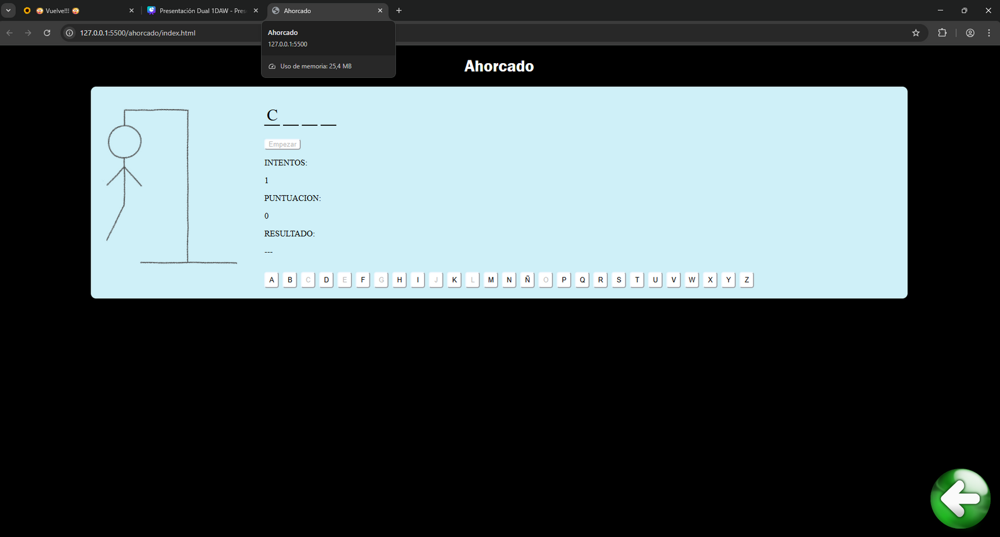 Vuelve!!!
Presentación Dual 1DAW - Pres
Ahorcado
127.0.0.1:5500/ahorcado/index.html
Ahorcado
127.0.0.1:5500
Uso de memoria: 25,4 MB
Ahorcado
C
Empezar
INTENTOS:
1
PUNTUACION:
0
RESULTADO:
---
A B C D E F G H I J K L M N Ñ O P Q R S T U V W X Y Z